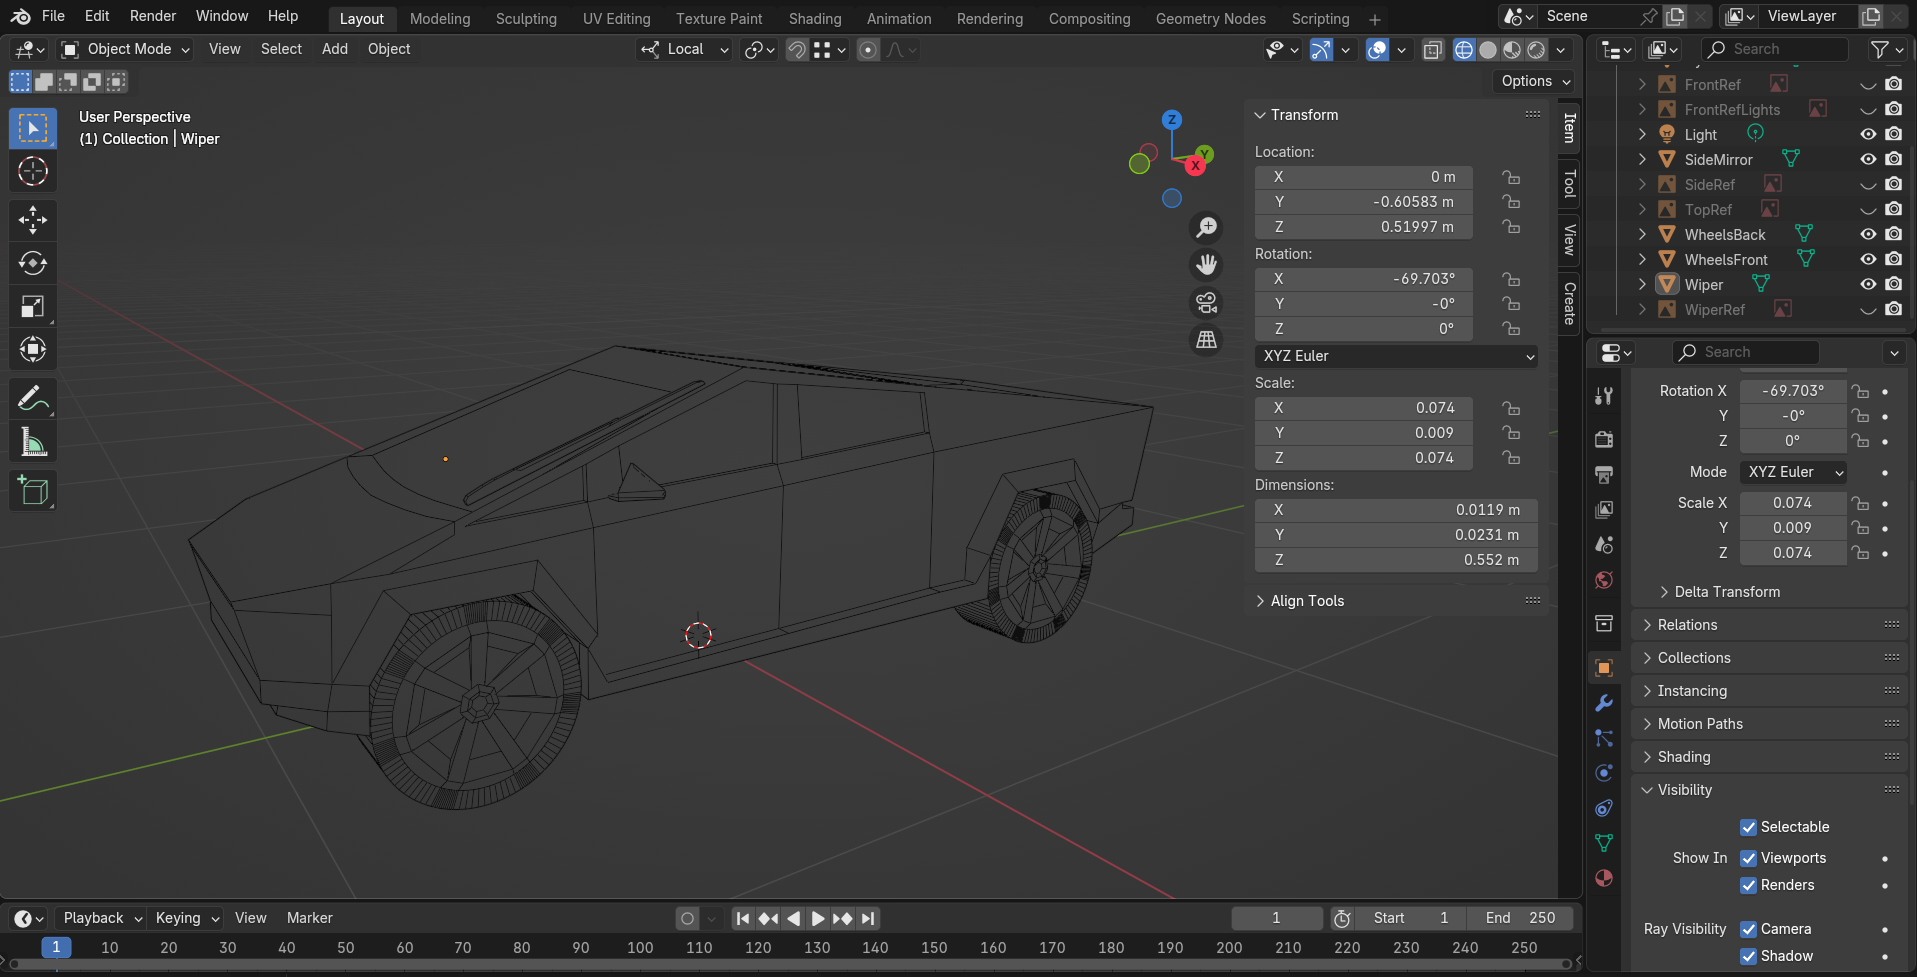 File Edit Render Window Help Layout Modeling Sculpting UV Editing Texture Paint Shading Animation Rendering Compositing Geometry Nodes Scripting + Scene ViewLayer
Object Mode View Select Add Object Local Search
Options
User Perspective
(1) Collection | Wiper
Z
Y
X
Transform
Location:
X 0 m
Y -0.60583 m
Z 0.51997 m
Rotation:
X -69.703°
Y -0°
Z 0°
XYZ Euler
Scale:
X 0.074
Y 0.009
Z 0.074
Dimensions:
X 0.0119 m
Y 0.0231 m
Z 0.552 m
Align Tools
Item
Tool
View
Create
FrontRef
FrontRefLights
Light
SideMirror
SideRef
TopRef
WheelsBack
WheelsFront
Wiper
WiperRef
Search
Rotation X -69.703°
Y -0°
Z 0°
Mode XYZ Euler
Scale X 0.074
Y 0.009
Z 0.074
Delta Transform
Relations
Collections
Instancing
Motion Paths
Shading
Visibility
Selectable
Show In Viewports
Renders
Ray Visibility Camera
Shadow
Playback Keying View Marker 1 Start 1 End 250
1 10 20 30 40 50 60 70 80 90 100 110 120 130 140 150 160 170 180 190 200 210 220 230 240 250